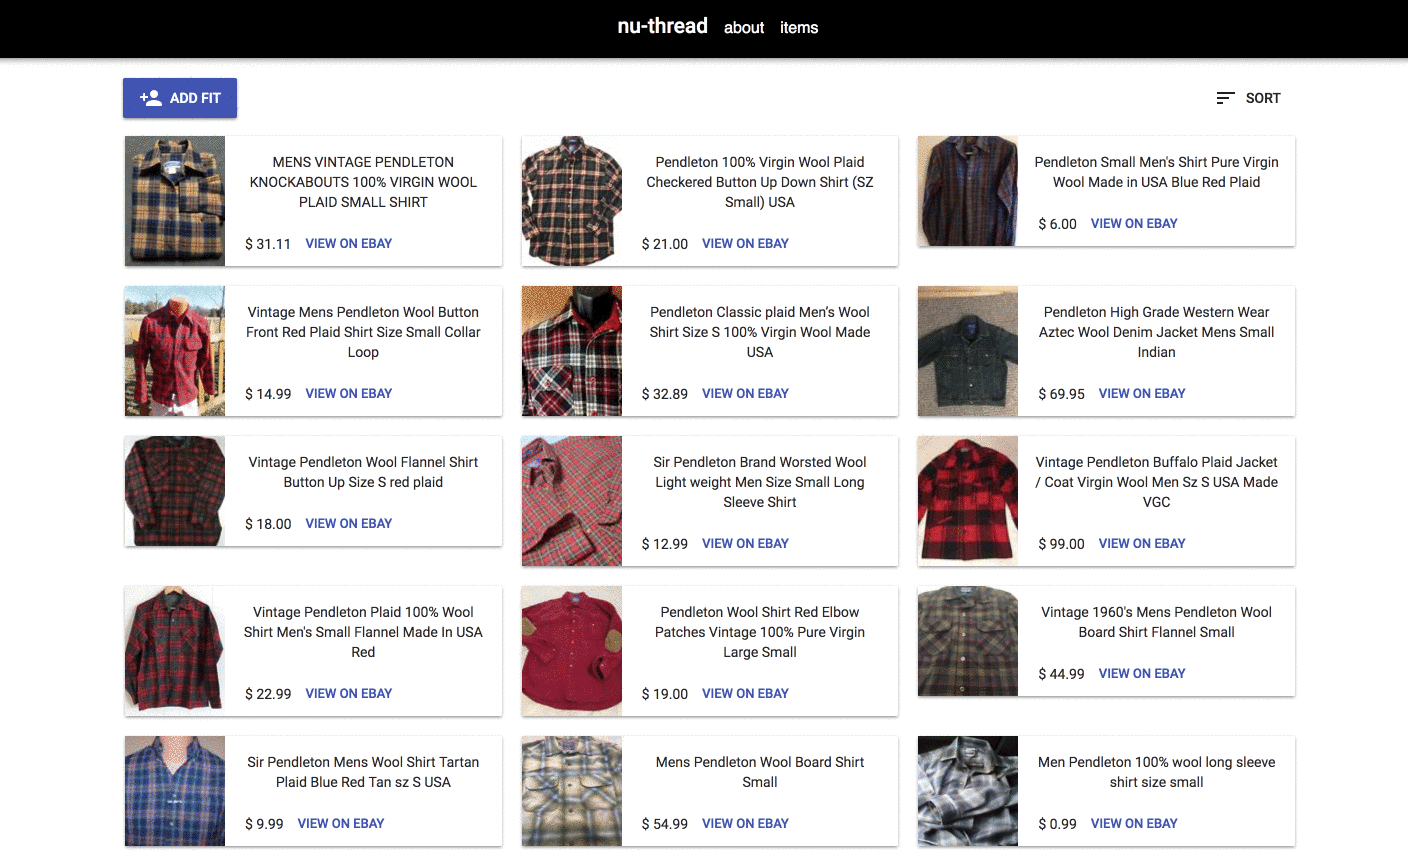 nu-thread about items
ADD FIT
SORT
MENS VINTAGE PENDLETON
KNOCKABOUTS 100% VIRGIN WOOL
PLAID SMALL SHIRT
$ 31.11 VIEW ON EBAY
Pendleton 100% Virgin Wool Plaid
Checkered Button Up Down Shirt (SZ
Small) USA
$ 21.00 VIEW ON EBAY
Pendleton Small Men's Shirt Pure Virgin
Wool Made in USA Blue Red Plaid
$ 6.00 VIEW ON EBAY
Vintage Mens Pendleton Wool Button
Front Red Plaid Shirt Size Small Collar
Loop
$ 14.99 VIEW ON EBAY
Pendleton Classic plaid Men's Wool
Shirt Size S 100% Virgin Wool Made
USA
$ 32.89 VIEW ON EBAY
Pendleton High Grade Western Wear
Aztec Wool Denim Jacket Mens Small
Indian
$ 69.95 VIEW ON EBAY
Vintage Pendleton Wool Flannel Shirt
Button Up Size S red plaid
$ 18.00 VIEW ON EBAY
Sir Pendleton Brand Worsted Wool
Light weight Men Size Small Long
Sleeve Shirt
$ 12.99 VIEW ON EBAY
Vintage Pendleton Buffalo Plaid Jacket
/ Coat Virgin Wool Men Sz S USA Made
VGC
$ 99.00 VIEW ON EBAY
Vintage Pendleton Plaid 100% Wool
Shirt Men's Small Flannel Made In USA
Red
$ 22.99 VIEW ON EBAY
Pendleton Wool Shirt Red Elbow
Patches Vintage 100% Pure Virgin
Large Small
$ 19.00 VIEW ON EBAY
Vintage 1960's Mens Pendleton Wool
Board Shirt Flannel Small
$ 44.99 VIEW ON EBAY
Sir Pendleton Mens Wool Shirt Tartan
Plaid Blue Red Tan sz S USA
$ 9.99 VIEW ON EBAY
Mens Pendleton Wool Board Shirt
Small
$ 54.99 VIEW ON EBAY
Men Pendleton 100% wool long sleeve
shirt size small
$ 0.99 VIEW ON EBAY